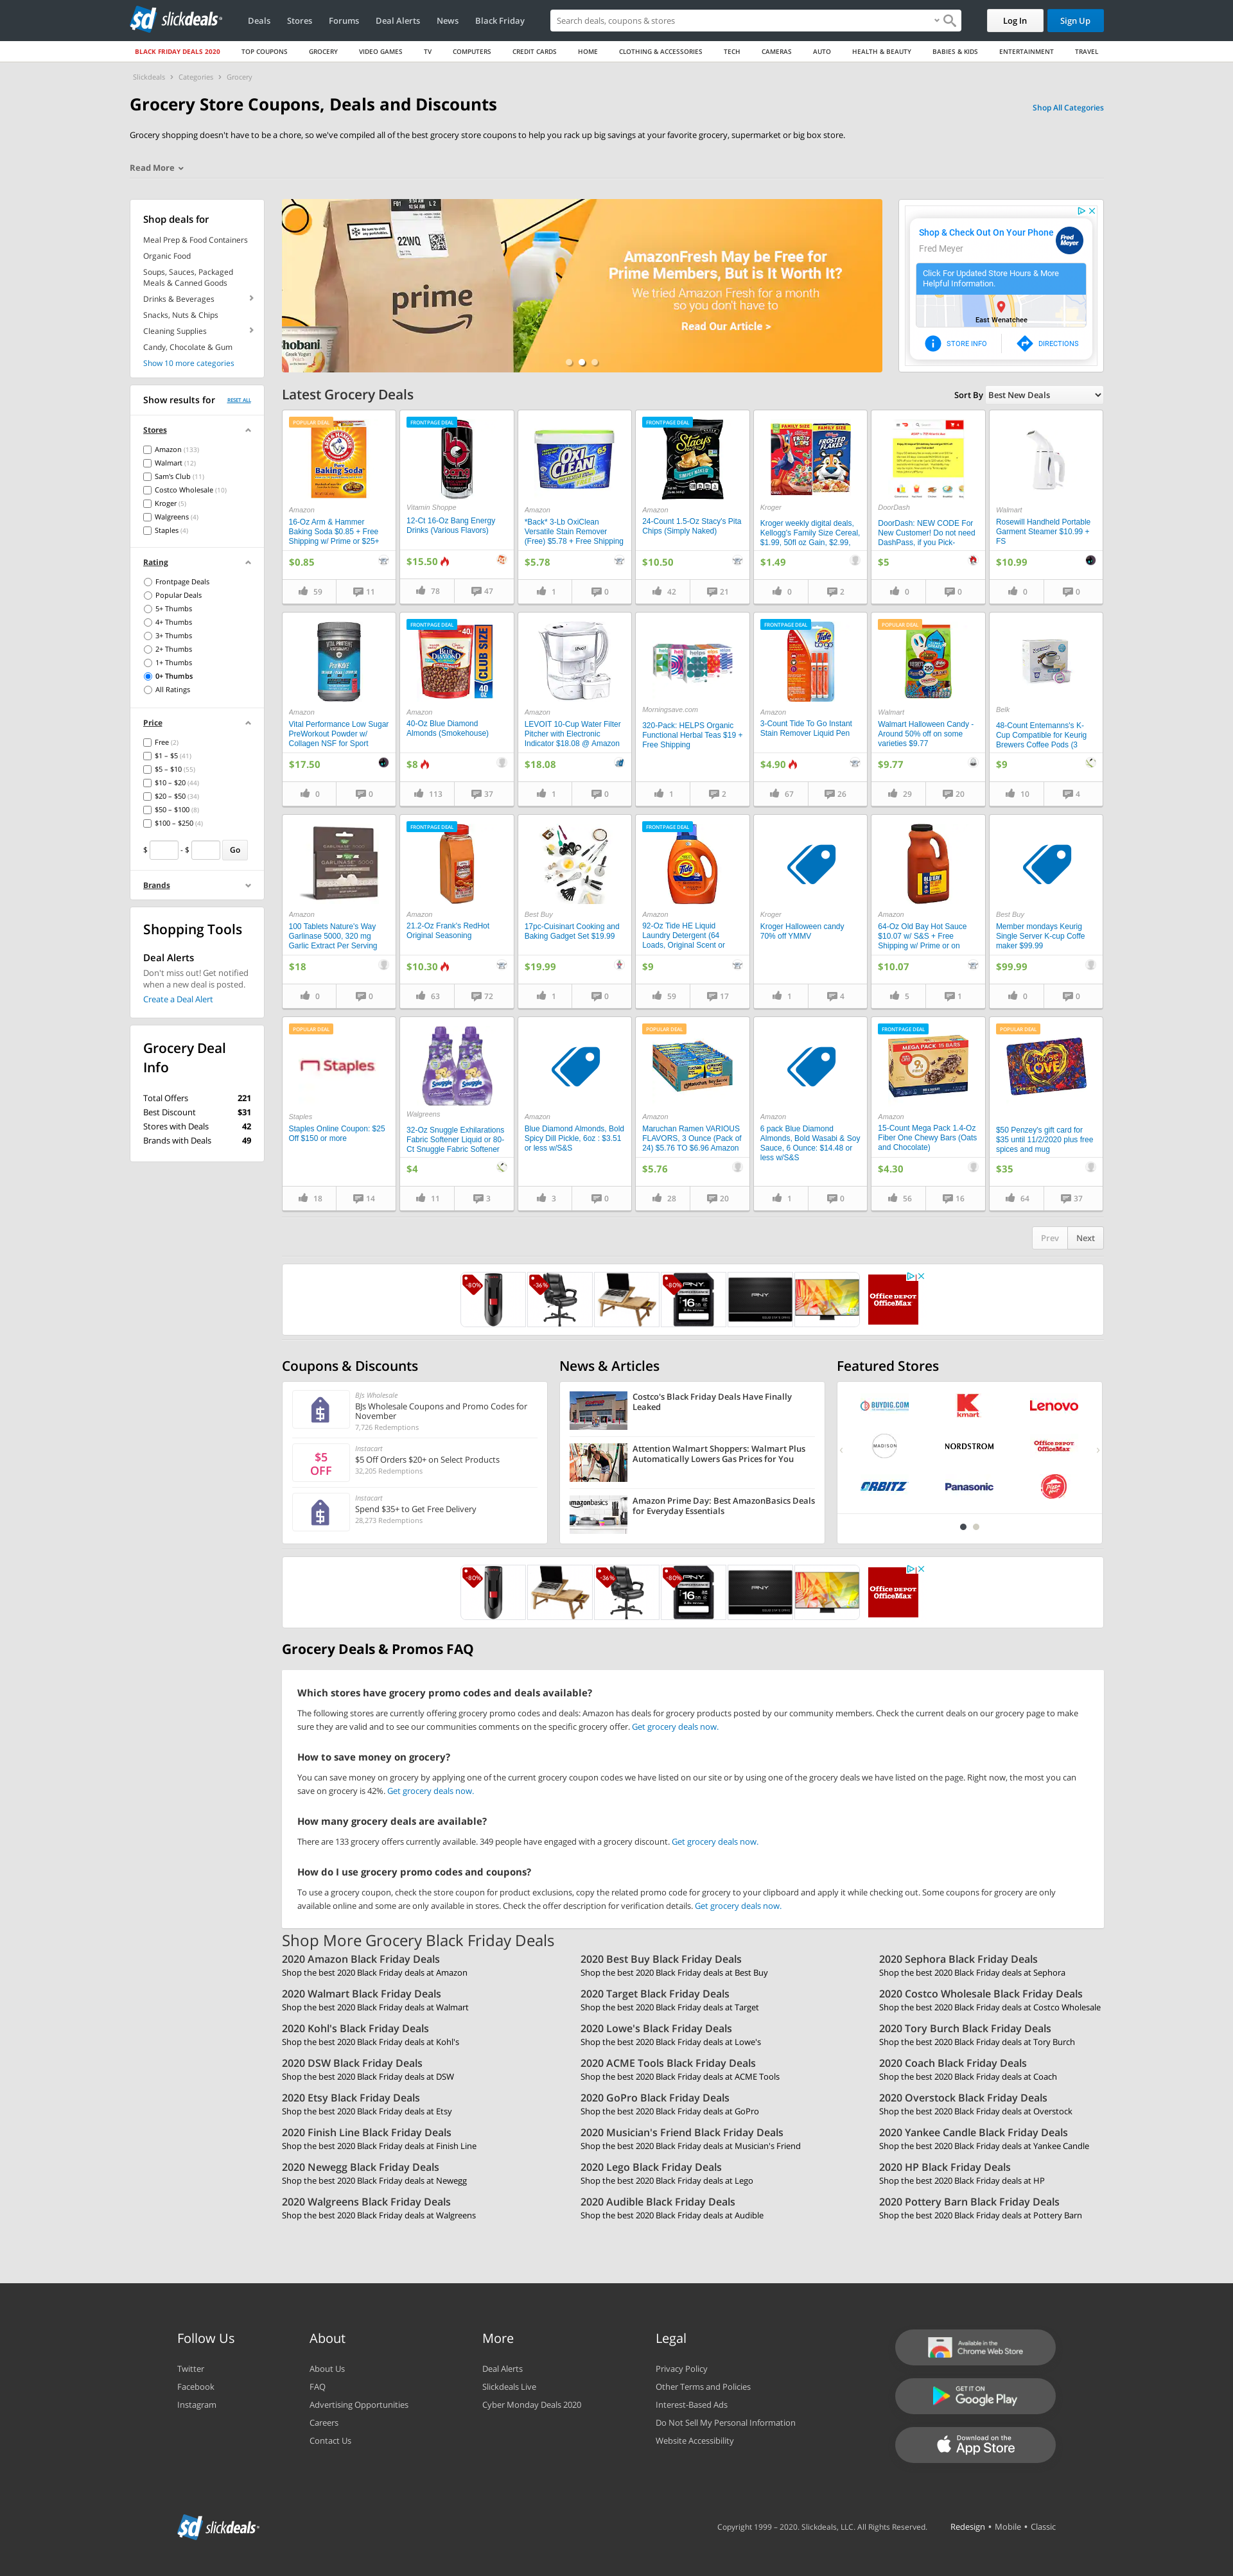 slickdeals
Deals
Stores
Forums
Deal Alerts
News
Black Friday
Search deals, coupons & stores
Log In
Sign Up
BLACK FRIDAY DEALS 2020
TOP COUPONS
GROCERY
VIDEO GAMES
TV
COMPUTERS
CREDIT CARDS
HOME
CLOTHING & ACCESSORIES
TECH
CAMERAS
AUTO
HEALTH & BEAUTY
BABIES & KIDS
ENTERTAINMENT
TRAVEL
Slickdeals > Categories > Grocery
Grocery Store Coupons, Deals and Discounts
Shop All Categories
Grocery shopping doesn't have to be a chore, so we've compiled all of the best grocery store coupons to help you rack up big savings at your favorite grocery, supermarket or big box store.
Read More
Shop deals for
Meal Prep & Food Containers
Organic Food
Soups, Sauces, Packaged
Meals & Canned Goods
Drinks & Beverages
Snacks, Nuts & Chips
Cleaning Supplies
Candy, Chocolate & Gum
Show 10 more categories
Show results for
RESET ALL
Stores
Amazon (133)
Walmart (12)
Sam's Club (11)
Costco Wholesale (10)
Kroger (5)
Walgreens (4)
Staples (4)
Rating
Frontpage Deals
Popular Deals
5+ Thumbs
4+ Thumbs
3+ Thumbs
2+ Thumbs
1+ Thumbs
0+ Thumbs
All Ratings
Price
Free (2)
$1 – $5 (41)
$5 – $10 (55)
$10 – $20 (44)
$20 – $50 (34)
$50 – $100 (8)
$100 – $250 (4)
$ - $ Go
Brands
Shopping Tools
Deal Alerts
Don't miss out! Get notified
when a new deal is posted.
Create a Deal Alert
Grocery Deal
Info
Total Offers 221
Best Discount $31
Stores with Deals 42
Brands with Deals 49
22WQ
prime
Chobani
AmazonFresh May be Free for
Prime Members, But is it Worth It?
We tried Amazon Fresh for a month
so you don't have to
Read Our Article >
Shop & Check Out On Your Phone
Fred Meyer
Fred Meyer
Click For Updated Store Hours & More
Helpful Information.
East Wenatchee
STORE INFO
DIRECTIONS
Latest Grocery Deals
Sort By Best New Deals
POPULAR DEAL
Amazon
16-Oz Arm & Hammer
Baking Soda $0.85 + Free
Shipping w/ Prime or $25+
$0.85
59 11
FRONTPAGE DEAL
Vitamin Shoppe
12-Ct 16-Oz Bang Energy
Drinks (Various Flavors)
$15.50
78 47
Amazon
*Back* 3-Lb OxiClean
Versatile Stain Remover
(Free) $5.78 + Free Shipping
$5.78
1 0
FRONTPAGE DEAL
Amazon
24-Count 1.5-Oz Stacy's Pita
Chips (Simply Naked)
$10.50
42 21
Kroger
Kroger weekly digital deals,
Kellogg's Family Size Cereal,
$1.99, 50fl oz Gain, $2.99,
$1.49
0 2
DoorDash
DoorDash: NEW CODE For
New Customer! Do not need
DashPass, if you Pick-
$5
0 0
Walmart
Rosewill Handheld Portable
Garment Steamer $10.99 +
FS
$10.99
0 0
Amazon
Vital Performance Low Sugar
PreWorkout Powder w/
Collagen NSF for Sport
$17.50
0 0
FRONTPAGE DEAL
Amazon
40-Oz Blue Diamond
Almonds (Smokehouse)
$8
113 37
Amazon
LEVOIT 10-Cup Water Filter
Pitcher with Electronic
Indicator $18.08 @ Amazon
$18.08
1 0
Morningsave.com
320-Pack: HELPS Organic
Functional Herbal Teas $19 +
Free Shipping
1 2
FRONTPAGE DEAL
Amazon
3-Count Tide To Go Instant
Stain Remover Liquid Pen
$4.90
67 26
POPULAR DEAL
Walmart
Walmart Halloween Candy -
Around 50% off on some
varieties $9.77
$9.77
29 20
Belk
48-Count Entemanns's K-
Cup Compatible for Keurig
Brewers Coffee Pods (3
$9
10 4
Amazon
100 Tablets Nature's Way
Garlinase 5000, 320 mg
Garlic Extract Per Serving
$18
0 0
FRONTPAGE DEAL
Amazon
21.2-Oz Frank's RedHot
Original Seasoning
$10.30
63 72
Best Buy
17pc-Cuisinart Cooking and
Baking Gadget Set $19.99
$19.99
1 0
FRONTPAGE DEAL
Amazon
92-Oz Tide HE Liquid
Laundry Detergent (64
Loads, Original Scent or
$9
59 17
Kroger
Kroger Halloween candy
70% off YMMV
1 4
Amazon
64-Oz Old Bay Hot Sauce
$10.07 w/ S&S + Free
Shipping w/ Prime or on
$10.07
5 1
Best Buy
Member mondays Keurig
Single Server K-cup Coffe
maker $99.99
$99.99
0 0
POPULAR DEAL
Staples
Staples
Staples Online Coupon: $25
Off $150 or more
18 14
Walgreens
32-Oz Snuggle Exhilarations
Fabric Softener Liquid or 80-
Ct Snuggle Fabric Softener
$4
11 3
Amazon
Blue Diamond Almonds, Bold
Spicy Dill Pickle, 6oz : $3.51
or less w/S&S
3 0
POPULAR DEAL
Amazon
Maruchan Ramen VARIOUS
FLAVORS, 3 Ounce (Pack of
24) $5.76 TO $6.96 Amazon
$5.76
28 20
Amazon
6 pack Blue Diamond
Almonds, Bold Wasabi & Soy
Sauce, 6 Ounce: $14.48 or
less w/S&S
1 0
FRONTPAGE DEAL
Amazon
15-Count Mega Pack 1.4-Oz
Fiber One Chewy Bars (Oats
and Chocolate)
$4.30
56 16
POPULAR DEAL
$50 Penzey's gift card for
$35 until 11/2/2020 plus free
spices and mug
$35
64 37
Prev
Next
-80%
-36%
-80%
PNY
Office DEPOT
OfficeMax
Coupons & Discounts
BJs Wholesale
BJs Wholesale Coupons and Promo Codes for
November
7,726 Redemptions
$5
OFF
Instacart
$5 Off Orders $20+ on Select Products
32,205 Redemptions
Instacart
Spend $35+ to Get Free Delivery
28,273 Redemptions
News & Articles
Costco's Black Friday Deals Have Finally
Leaked
Attention Walmart Shoppers: Walmart Plus
Automatically Lowers Gas Prices for You
amazonbasics
Amazon Prime Day: Best AmazonBasics Deals
for Everyday Essentials
Featured Stores
BUYDIG.COM
kmart
Lenovo
MADISON
NORDSTROM
Office DEPOT
OfficeMax
ORBITZ
Panasonic
-80%
-36%
-80%
PNY
Office DEPOT
OfficeMax
Grocery Deals & Promos FAQ
Which stores have grocery promo codes and deals available?
The following stores are currently offering grocery promo codes and deals: Amazon has deals for grocery products posted by our community members. Check the current deals on our grocery page to make
sure they are valid and to see our communities comments on the specific grocery offer. Get grocery deals now.
How to save money on grocery?
You can save money on grocery by applying one of the current grocery coupon codes we have listed on our site or by using one of the grocery deals we have listed on the page. Right now, the most you can
save on grocery is 42%. Get grocery deals now.
How many grocery deals are available?
There are 133 grocery offers currently available. 349 people have engaged with a grocery discount. Get grocery deals now.
How do I use grocery promo codes and coupons?
To use a grocery coupon, check the store coupon for product exclusions, copy the related promo code for grocery to your clipboard and apply it while checking out. Some coupons for grocery are only
available online and some are only available in stores. Check the offer description for verification details. Get grocery deals now.
Shop More Grocery Black Friday Deals
2020 Amazon Black Friday Deals
Shop the best 2020 Black Friday deals at Amazon
2020 Best Buy Black Friday Deals
Shop the best 2020 Black Friday deals at Best Buy
2020 Sephora Black Friday Deals
Shop the best 2020 Black Friday deals at Sephora
2020 Walmart Black Friday Deals
Shop the best 2020 Black Friday deals at Walmart
2020 Target Black Friday Deals
Shop the best 2020 Black Friday deals at Target
2020 Costco Wholesale Black Friday Deals
Shop the best 2020 Black Friday deals at Costco Wholesale
2020 Kohl's Black Friday Deals
Shop the best 2020 Black Friday deals at Kohl's
2020 Lowe's Black Friday Deals
Shop the best 2020 Black Friday deals at Lowe's
2020 Tory Burch Black Friday Deals
Shop the best 2020 Black Friday deals at Tory Burch
2020 DSW Black Friday Deals
Shop the best 2020 Black Friday deals at DSW
2020 ACME Tools Black Friday Deals
Shop the best 2020 Black Friday deals at ACME Tools
2020 Coach Black Friday Deals
Shop the best 2020 Black Friday deals at Coach
2020 Etsy Black Friday Deals
Shop the best 2020 Black Friday deals at Etsy
2020 GoPro Black Friday Deals
Shop the best 2020 Black Friday deals at GoPro
2020 Overstock Black Friday Deals
Shop the best 2020 Black Friday deals at Overstock
2020 Finish Line Black Friday Deals
Shop the best 2020 Black Friday deals at Finish Line
2020 Musician's Friend Black Friday Deals
Shop the best 2020 Black Friday deals at Musician's Friend
2020 Yankee Candle Black Friday Deals
Shop the best 2020 Black Friday deals at Yankee Candle
2020 Newegg Black Friday Deals
Shop the best 2020 Black Friday deals at Newegg
2020 Lego Black Friday Deals
Shop the best 2020 Black Friday deals at Lego
2020 HP Black Friday Deals
Shop the best 2020 Black Friday deals at HP
2020 Walgreens Black Friday Deals
Shop the best 2020 Black Friday deals at Walgreens
2020 Audible Black Friday Deals
Shop the best 2020 Black Friday deals at Audible
2020 Pottery Barn Black Friday Deals
Shop the best 2020 Black Friday deals at Pottery Barn
Follow Us
Twitter
Facebook
Instagram
About
About Us
FAQ
Advertising Opportunities
Careers
Contact Us
More
Deal Alerts
Slickdeals Live
Cyber Monday Deals 2020
Legal
Privacy Policy
Other Terms and Policies
Interest-Based Ads
Do Not Sell My Personal Information
Website Accessibility
Available in the
Chrome Web Store
GET IT ON
Google Play
Download on the
App Store
slickdeals
Copyright 1999 – 2020. Slickdeals, LLC. All Rights Reserved.
Redesign • Mobile • Classic